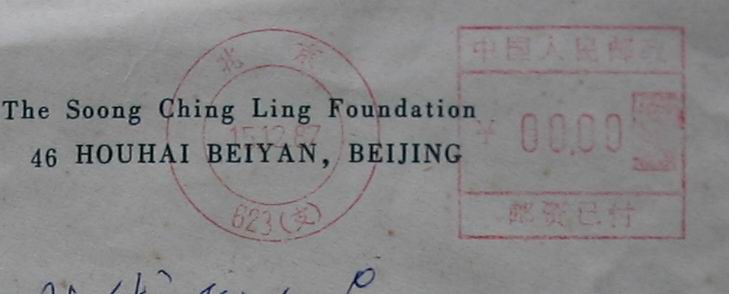 北京
中国人民邮政
The Soong Ching Ling Foundation
15.12.87
¥ 00.00
46 HOUHAI BEIYAN, BEIJING
623(支)
邮资已付